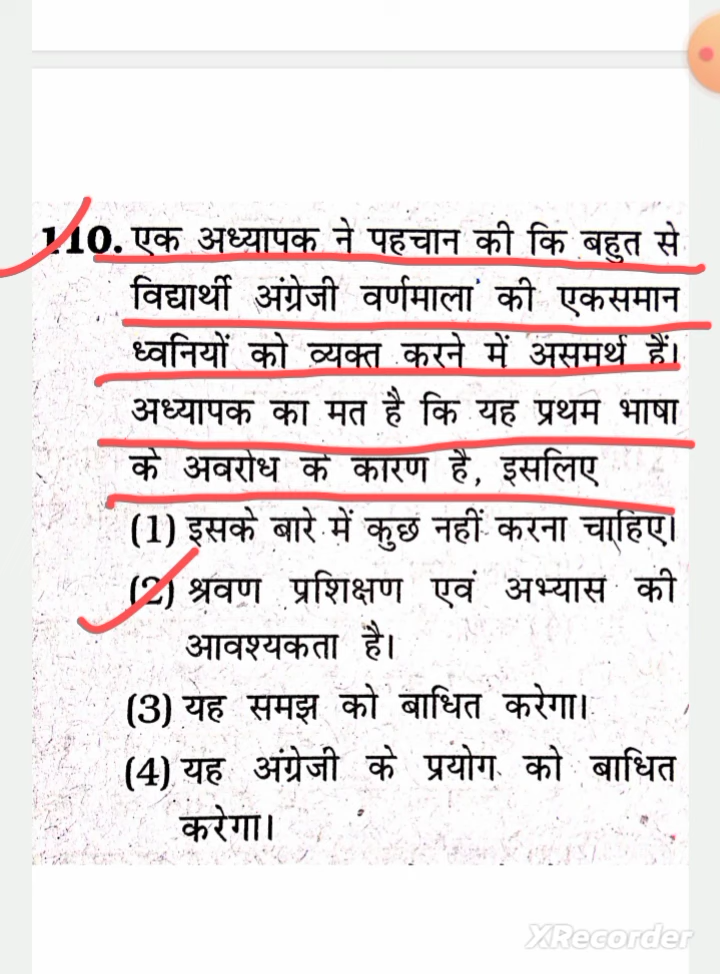 110. एक अध्यापक ने पहचान की कि बहुत से
विद्यार्थी अंग्रेजी वर्णमाला की एकसमान
ध्वनियों को व्यक्त करने में असमर्थ हैं।
अध्यापक का मत है कि यह प्रथम भाषा
के अवरोध के कारण है, इसलिए
(1) इसके बारे में कुछ नहीं करना चाहिए।
(2) श्रवण प्रशिक्षण एवं अभ्यास की
आवश्यकता है।
(3) यह समझ को बाधित करेगा।
(4) यह अंग्रेजी के प्रयोग को बाधित
करेगा।
XRecorder